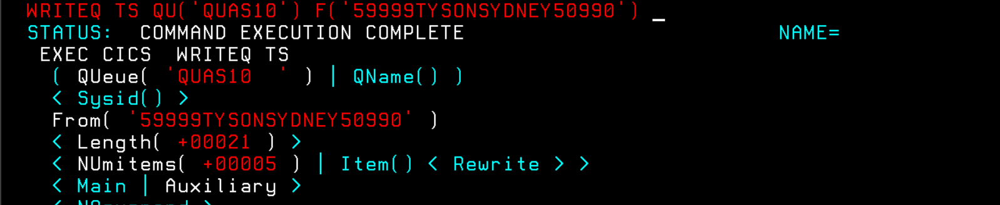 WRITEQ TS QU('QUAS10') F('59999TYSONSYDNEY50990') _
STATUS:  COMMAND EXECUTION COMPLETE NAME=
EXEC CICS  WRITEQ TS
( QUeue( 'QUAS10  ' ) | QName() )
< Sysid() >
From( '59999TYSONSYDNEY50990' )
< Length( +00021 ) >
< NUmitems( +00005 ) | Item() < Rewrite > >
< Main | Auxiliary >